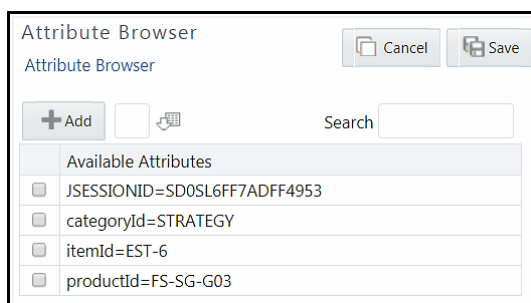 Attribute Browser
Cancel
Save
Attribute Browser
Add
Search
Available Attributes
JSESSIONID=SD0SL6FF7ADFF4953
categoryId=STRATEGY
itemId=EST-6
productId=FS-SG-G03